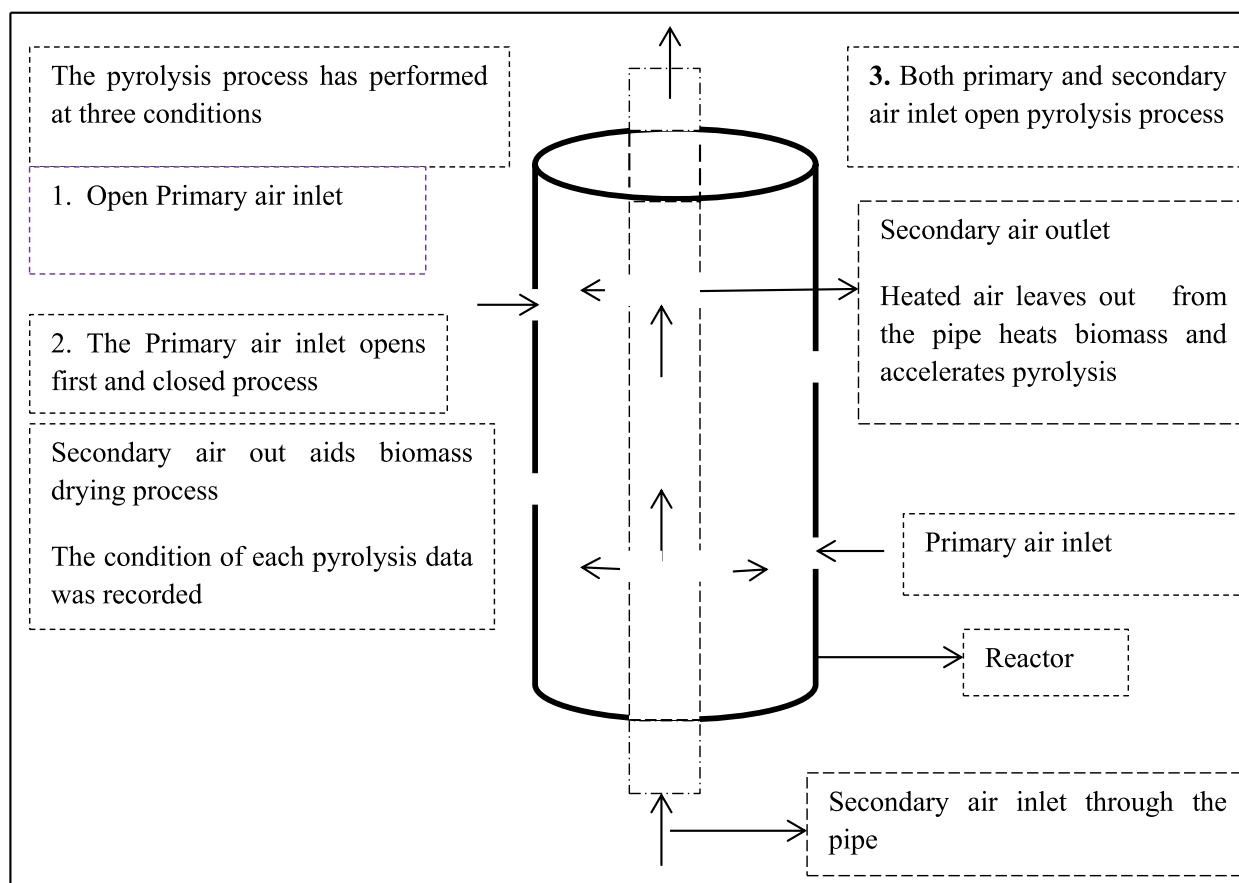 The pyrolysis process has performed
at three conditions
1. Open Primary air inlet
2. The Primary air inlet opens
first and closed process
Secondary air out aids biomass
drying process
The condition of each pyrolysis data
was recorded
3. Both primary and secondary
air inlet open pyrolysis process
Secondary air outlet
Heated air leaves out from
the pipe heats biomass and
accelerates pyrolysis
Primary air inlet
Reactor
Secondary air inlet through the
pipe